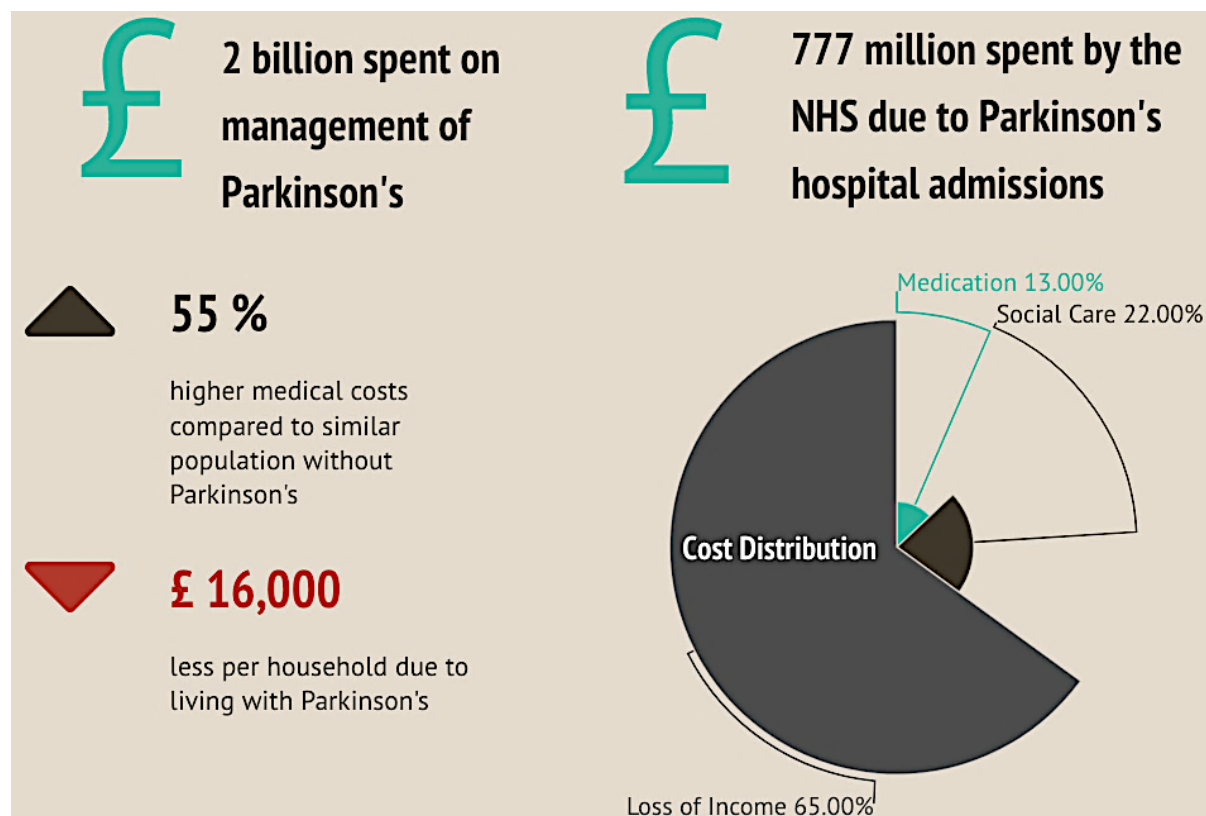 £ 2 billion spent on
management of
Parkinson's
£ 777 million spent by the
NHS due to Parkinson's
hospital admissions
55 %
higher medical costs
compared to similar
population without
Parkinson's
£ 16,000
less per household due to
living with Parkinson's
Medication 13.00%
Social Care 22.00%
Cost Distribution
Loss of Income 65.00%